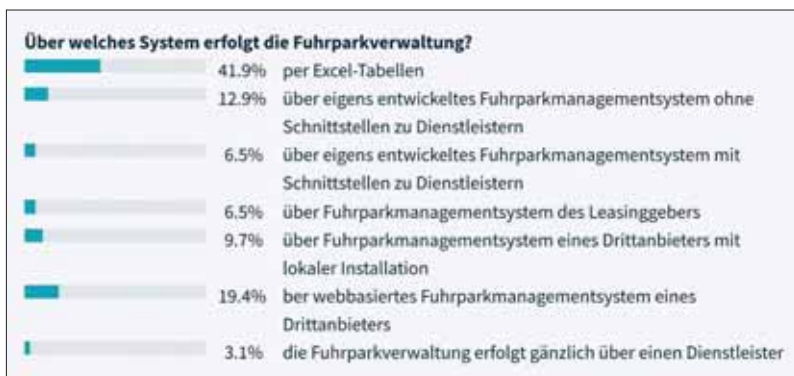 Über welches System erfolgt die Fuhrparkverwaltung?
41.9% per Excel-Tabellen
12.9% über eigens entwickeltes Fuhrparkmanagementsystem ohne
Schnittstellen zu Dienstleistern
6.5% über eigens entwickeltes Fuhrparkmanagementsystem mit
Schnittstellen zu Dienstleistern
6.5% über Fuhrparkmanagementsystem des Leasinggebers
9.7% über Fuhrparkmanagementsystem eines Drittanbieters mit
lokaler Installation
19.4% ber webbasiertes Fuhrparkmanagementsystem eines
Drittanbieters
3.1% die Fuhrparkverwaltung erfolgt gänzlich über einen Dienstleister